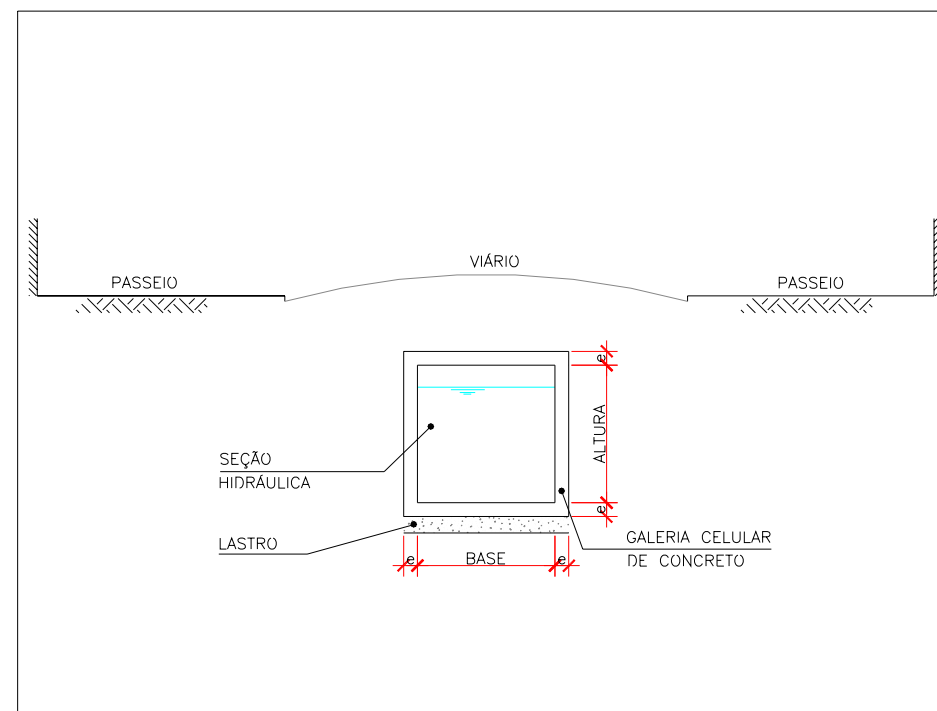 VIÁRIO
PASSEIO
PASSEIO
e
ALTURA
e
SEÇÃO
HIDRÁULICA
LASTRO
GALERIA CELULAR
DE CONCRETO
e
BASE
e